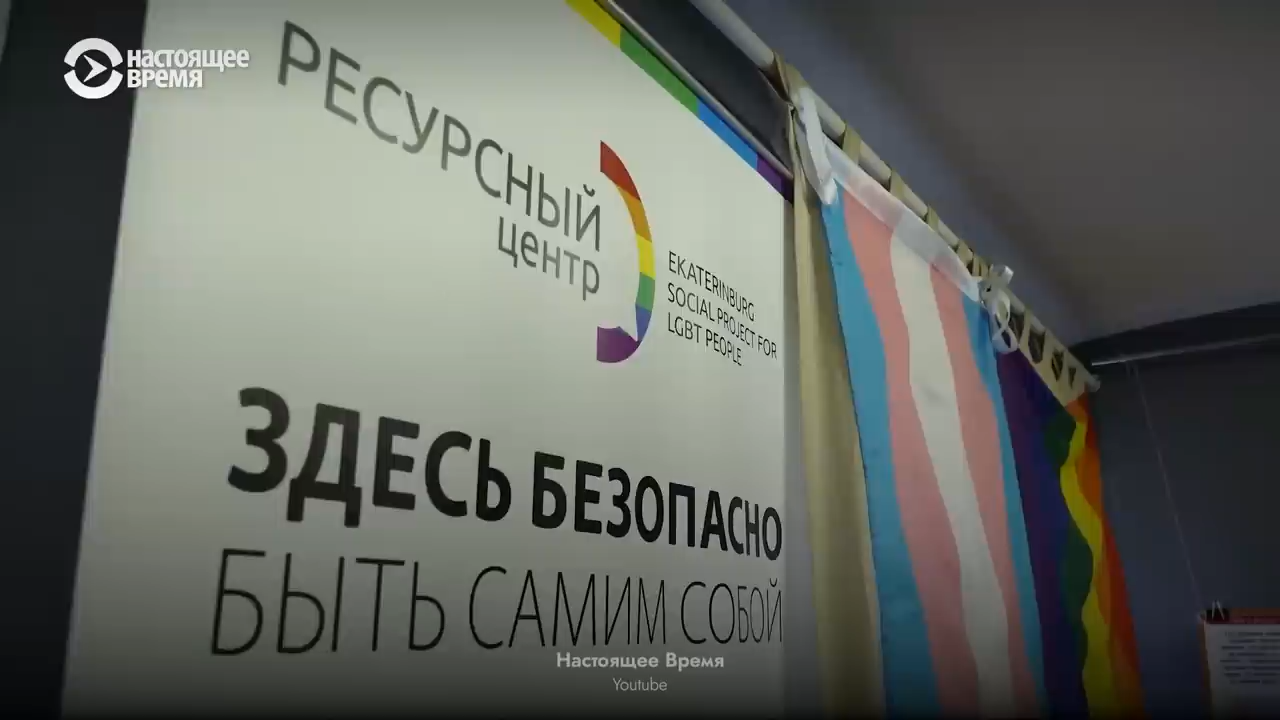 НАСТОЯЩЕЕ
ВРЕМЯ
РЕСУРСНЫЙ
центр
EKATERINBURG
SOCIAL PROJECT FOR
LGBT PEOPLE
ЗДЕСЬ БЕЗОПАСНО
БЫТЬ САМИМ СОБОЙ
Настоящее Время
Youtube